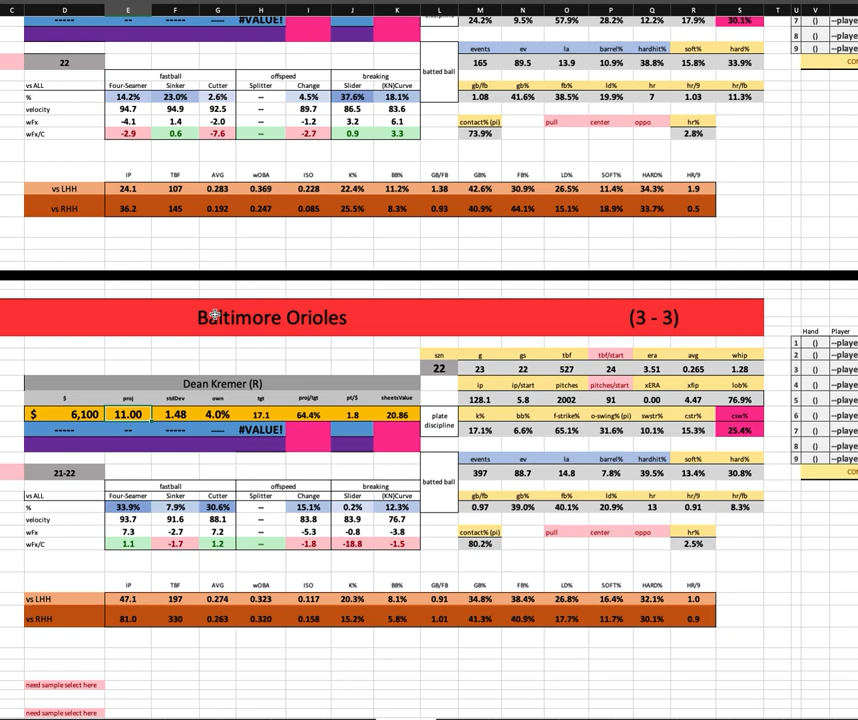 C D E F G H I J K L M N O P Q R S T U V W
----- -- ----- ---- #VALUE! 24.2% 9.5% 57.9% 28.2% 12.2% 17.9% 30.1% 7 () --playe
8 () --playe
22 events ev la barrel% hardhit% soft% hard% 9 () --playe
165 89.5 13.9 10.9% 38.8% 15.8% 33.9%
fastball offspeed breaking batted ball
vs ALL Four-Seamer Sinker Cutter Splitter Change Slider (KN)Curve gb/fb gb% fb% ld% hr hr/9 hr/fb
% 14.2% 23.0% 2.6% -- 4.5% 37.6% 18.1% 1.08 41.6% 38.5% 19.9% 7 1.03 11.3%
velocity 94.7 94.9 92.5 -- 89.7 86.5 83.6
wFx -4.1 1.4 -2.0 -1.2 3.2 6.1 contact% (pi) pull center oppo hr%
wFx/C -2.9 0.6 -7.6 -- -2.7 0.9 3.3 73.9% 2.8%
IP TBF AVG wOBA ISO K% BB% GB/FB GB% FB% LD% SOFT% HARD% HR/9
vs LHH 24.1 107 0.283 0.369 0.228 22.4% 11.2% 1.38 42.6% 30.9% 26.5% 11.4% 34.3% 1.9
vs RHH 36.2 145 0.192 0.247 0.085 25.5% 8.3% 0.93 40.9% 44.1% 15.1% 18.9% 33.7% 0.5
Baltimore Orioles (3 - 3)
Hand Player
1 () --playe
szn g gs tbf tbf/start era avg whip 2 () --playe
22 23 22 527 24 3.51 0.265 1.28 3 () --playe
Dean Kremer (R) ip ip/start pitches pitches/start xERA xfip lob% 4 () --playe
$ proj stdDev own tgt proj/tgt pt/$ sheetsValue 128.1 5.8 2002 91 0.00 4.47 76.9% 5 () --playe
$ 6,100 11.00 1.48 4.0% 17.1 64.4% 1.8 20.86 plate discipline k% bb% f-strike% o-swing% (pi) swstr% cstr% csw% 6 () --playe
----- -- ----- ---- #VALUE! 17.1% 6.6% 65.1% 31.6% 10.1% 15.3% 25.4% 7 () --playe
8 () --playe
21-22 events ev la barrel% hardhit% soft% hard% 9 () --playe
397 88.7 14.8 7.8% 39.5% 13.4% 30.8%
fastball offspeed breaking batted ball
vs ALL Four-Seamer Sinker Cutter Splitter Change Slider (KN)Curve gb/fb gb% fb% ld% hr hr/9 hr/fb
% 33.9% 7.9% 30.6% -- 15.1% 0.2% 12.3% 0.97 39.0% 40.1% 20.9% 13 0.91 8.3%
velocity 93.7 91.6 88.1 -- 83.8 83.9 76.7
wFx 7.3 -2.7 7.2 -5.3 -0.8 -3.8 contact% (pi) pull center oppo hr%
wFx/C 1.1 -1.7 1.2 -- -1.8 -18.8 -1.5 80.2% 2.5%
IP TBF AVG wOBA ISO K% BB% GB/FB GB% FB% LD% SOFT% HARD% HR/9
vs LHH 47.1 197 0.274 0.323 0.117 20.3% 8.1% 0.91 34.8% 38.4% 26.8% 16.4% 32.1% 1.0
vs RHH 81.0 330 0.263 0.320 0.158 15.2% 5.8% 1.01 41.3% 40.9% 17.7% 11.7% 30.1% 0.9
need sample select here
need sample select here